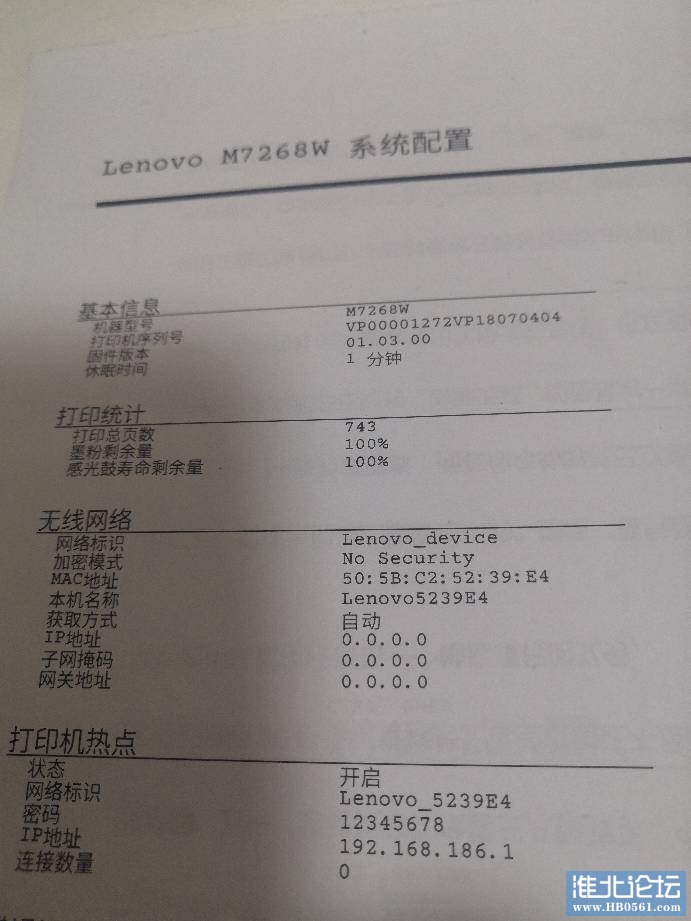 Lenovo M7268W 系统配置
基本信息
机器型号 M7268W
打印机序列号 VP00001272VP18070404
固件版本 01.03.00
休眠时间 1 分钟
打印统计
打印总页数 743
墨粉剩余量 100%
感光鼓寿命剩余量 100%
无线网络
网络标识 Lenovo_device
加密模式 No Security
MAC地址 50:5B:C2:52:39:E4
本机名称 Lenovo5239E4
获取方式 自动
IP地址 0.0.0.0
子网掩码 0.0.0.0
网关地址 0.0.0.0
打印机热点
状态 开启
网络标识 Lenovo_5239E4
密码 12345678
IP地址 192.168.186.1
连接数量 0
淮北论坛
www.HB0561.com